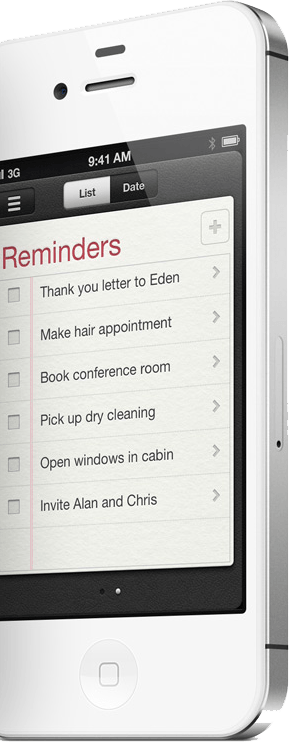 3G
9:41 AM
List
Date
Reminders
Thank you letter to Eden
Make hair appointment
Book conference room
Pick up dry cleaning
Open windows in cabin
Invite Alan and Chris